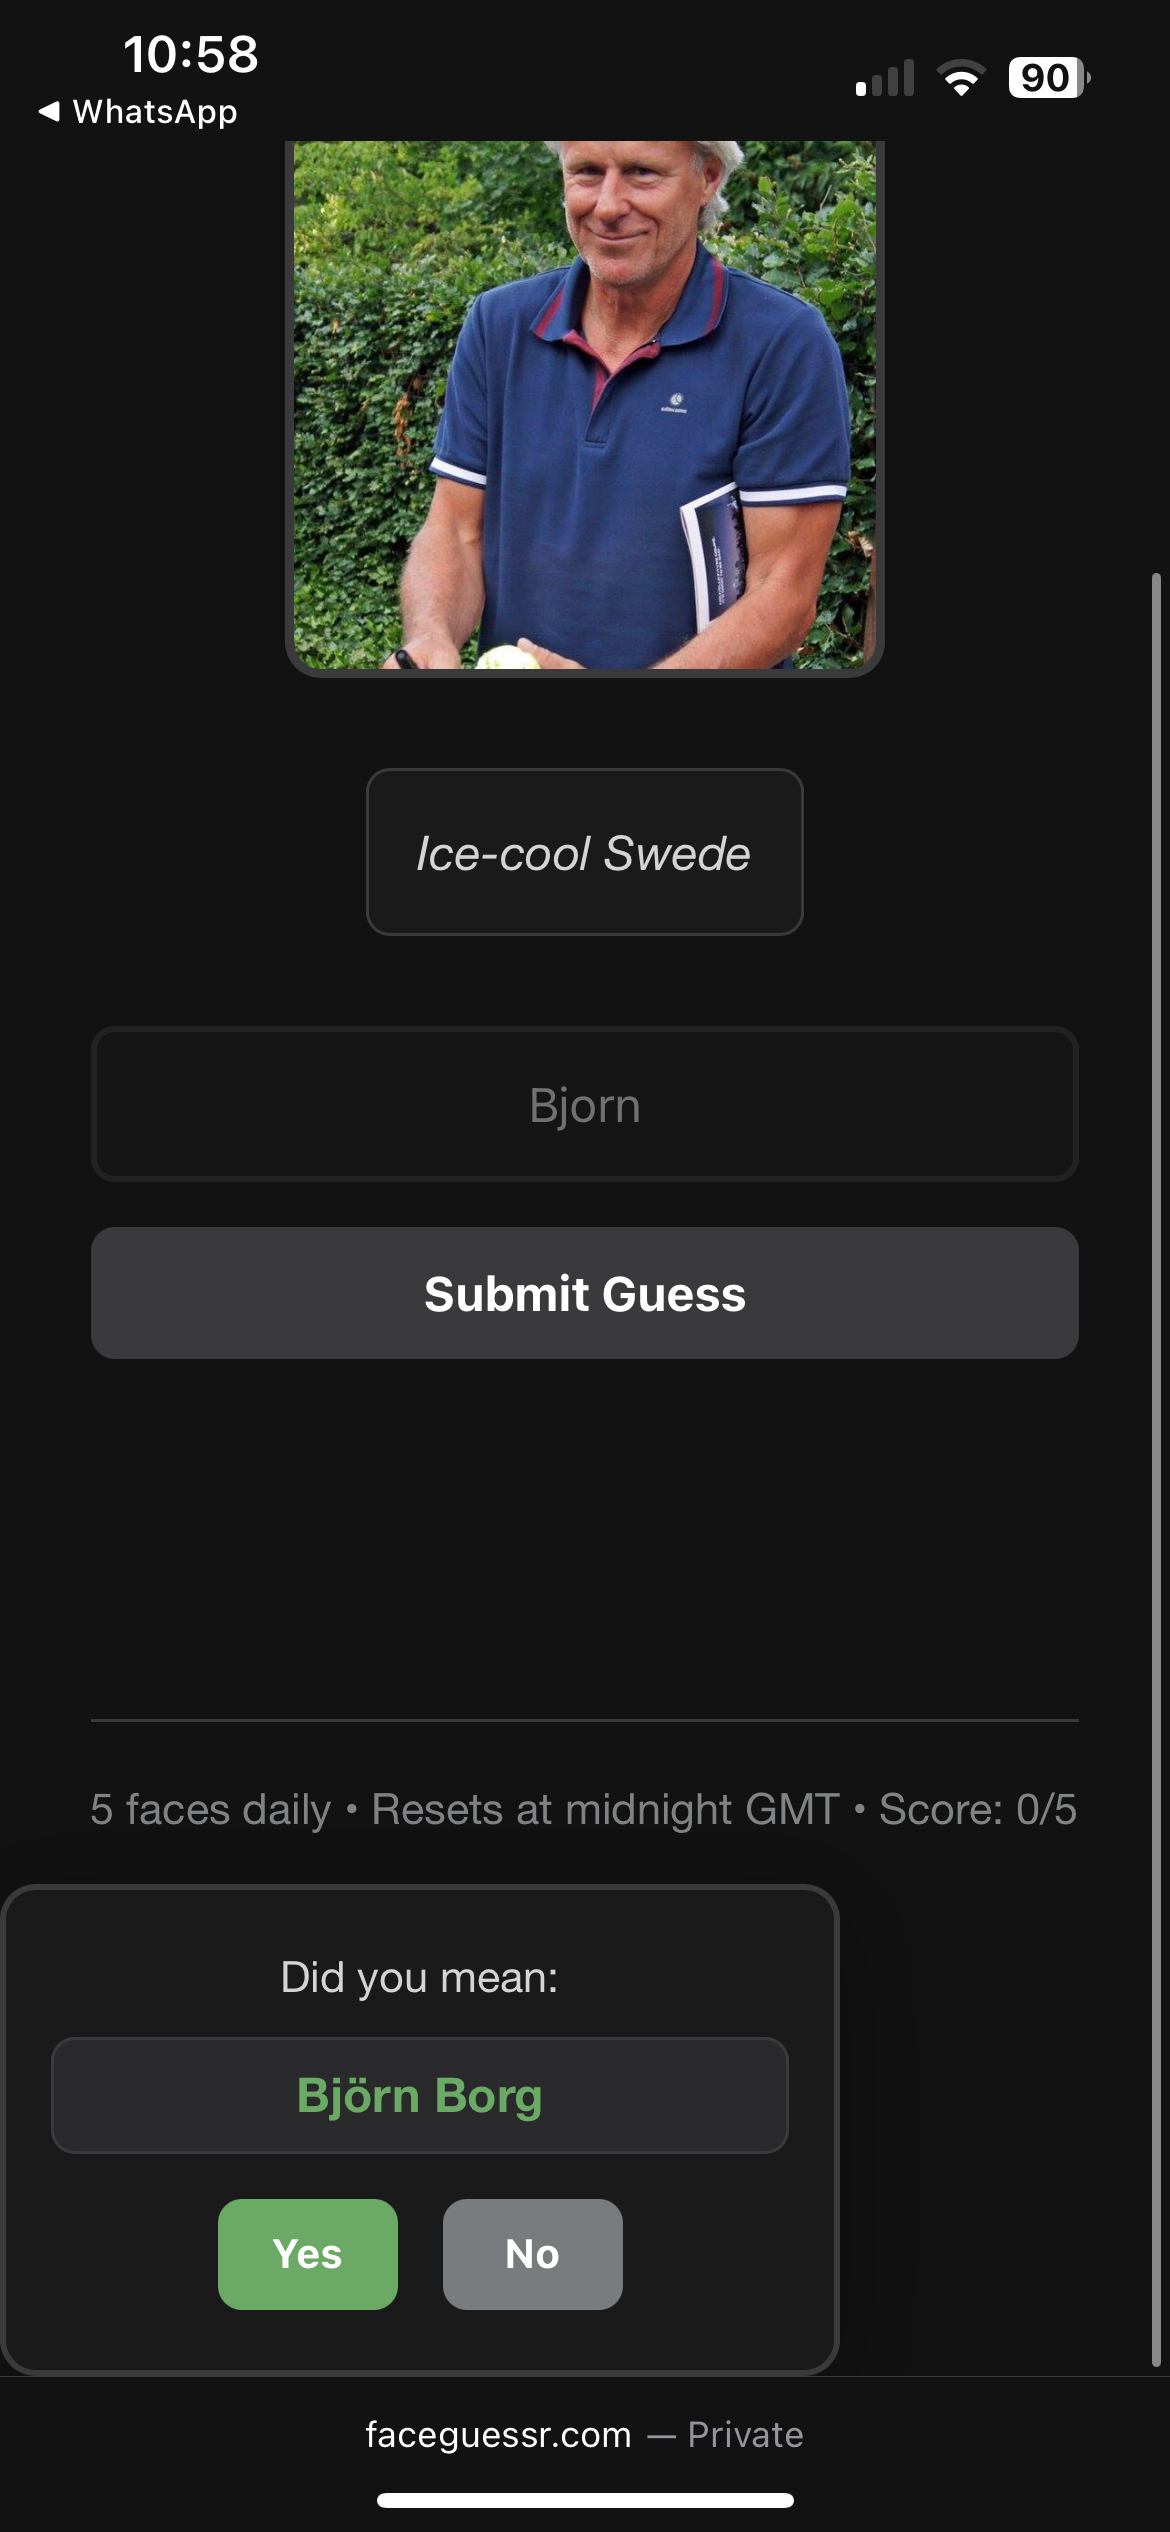 10:58
90
WhatsApp
Ice-cool Swede
Bjorn
Submit Guess
5 faces daily • Resets at midnight GMT • Score: 0/5
Did you mean:
Björn Borg
Yes
No
faceguessr.com — Private